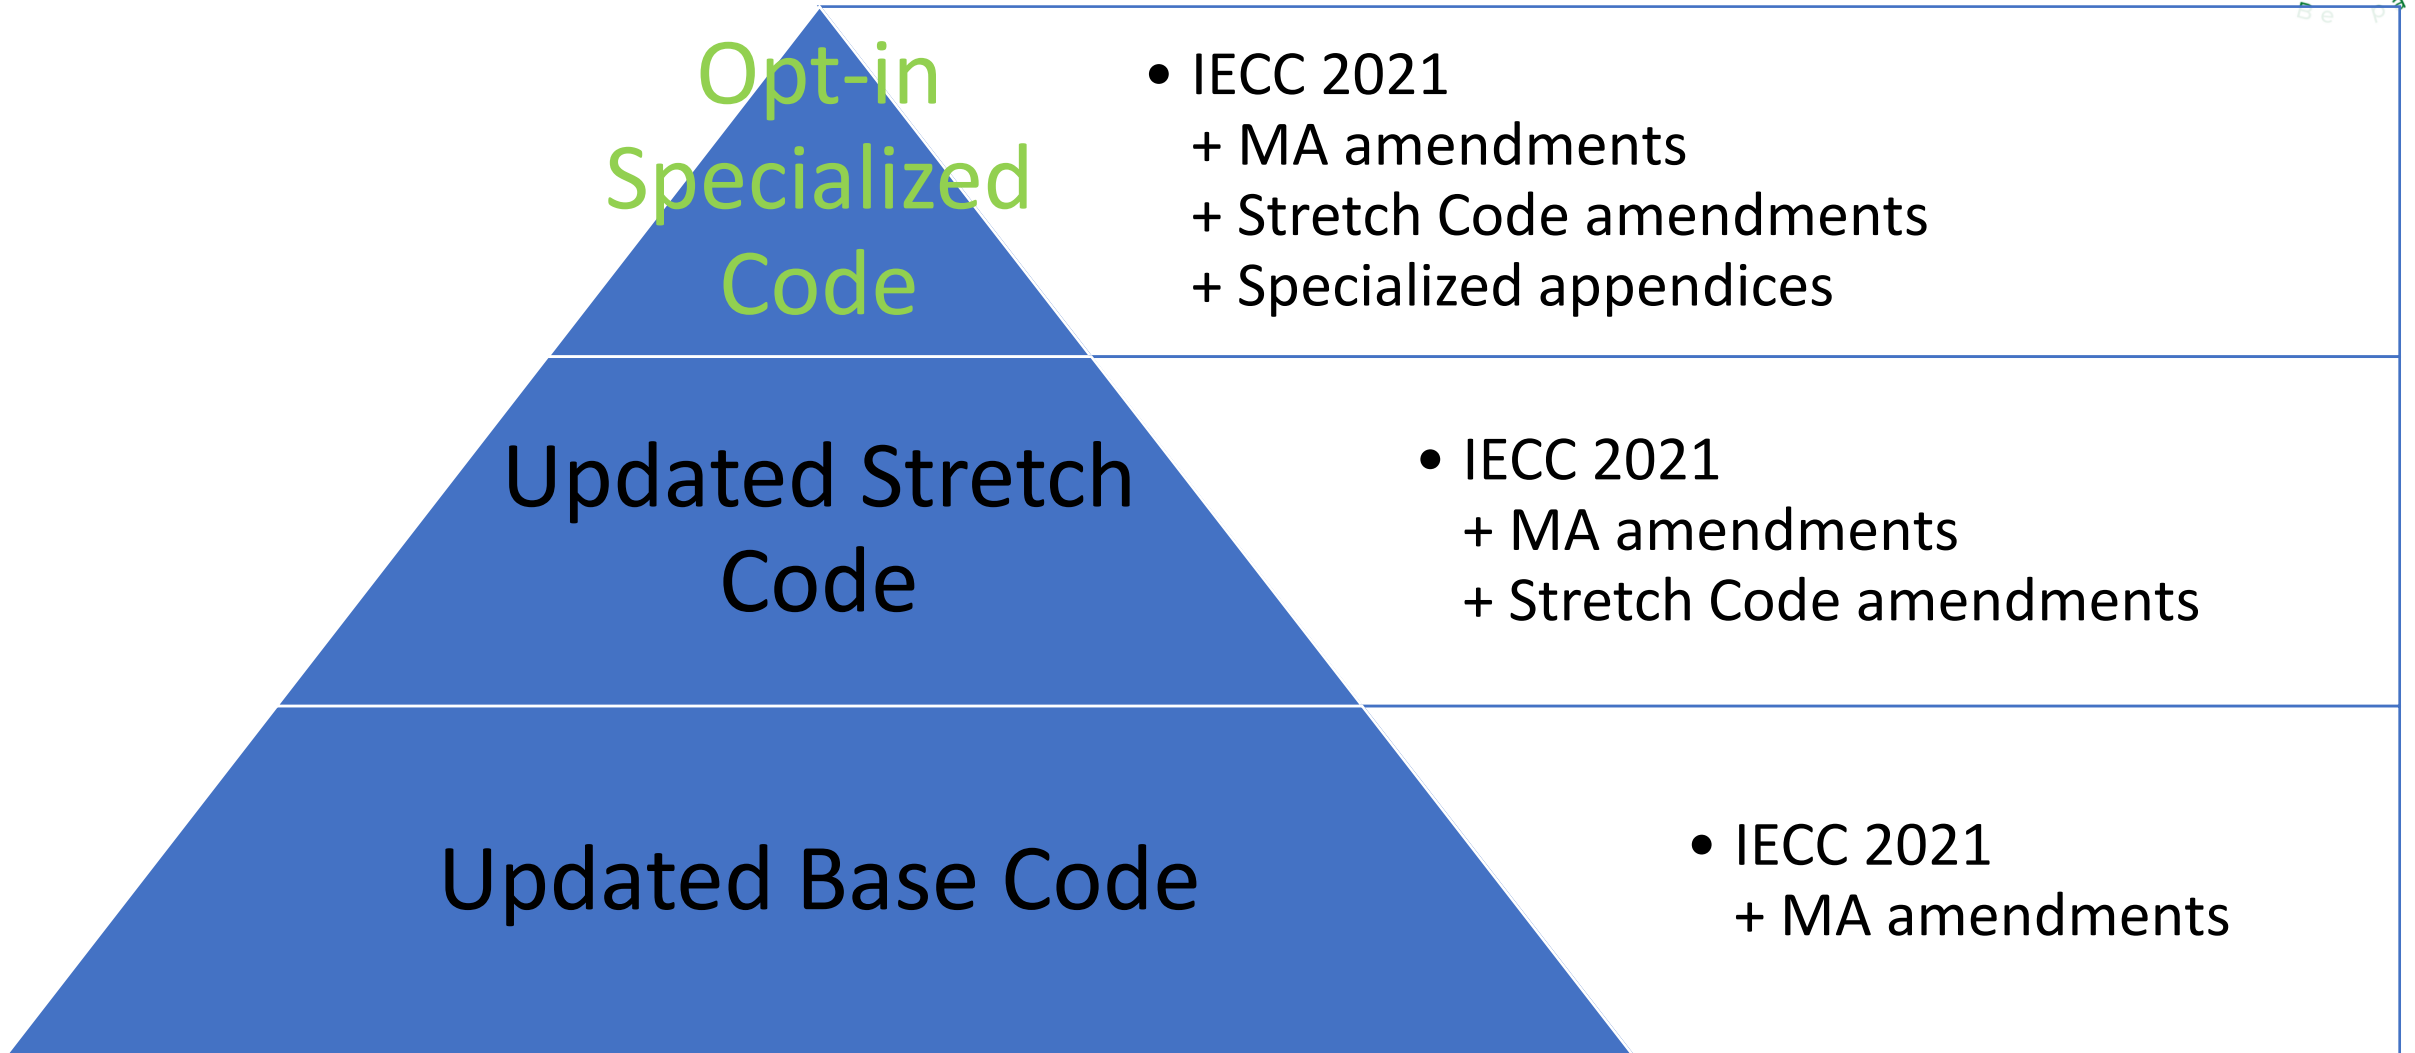 Opt-in
Specialized
Code
• IECC 2021
+ MA amendments
+ Stretch Code amendments
+ Specialized appendices
Updated Stretch
Code
• IECC 2021
+ MA amendments
+ Stretch Code amendments
Updated Base Code
• IECC 2021
+ MA amendments